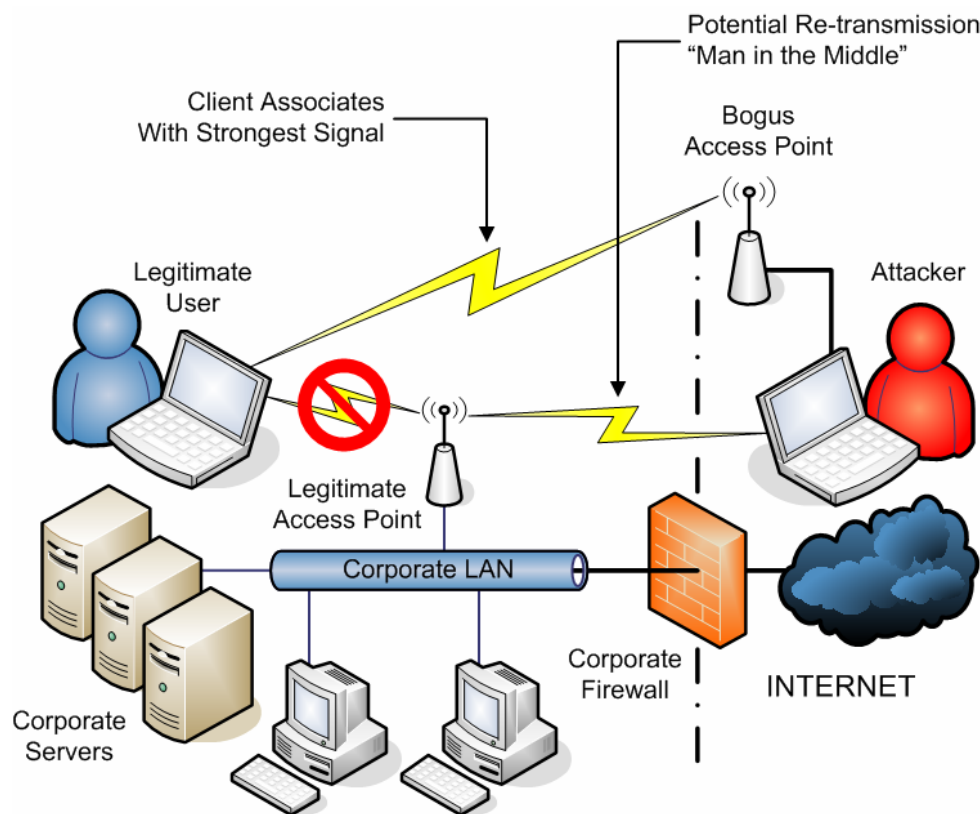 Potential Re-transmission
“Man in the Middle”
Client Associates
With Strongest Signal
Bogus
Access Point
Legitimate
User
Attacker
Legitimate
Access Point
Corporate LAN
Corporate
Firewall
INTERNET
Corporate
Servers